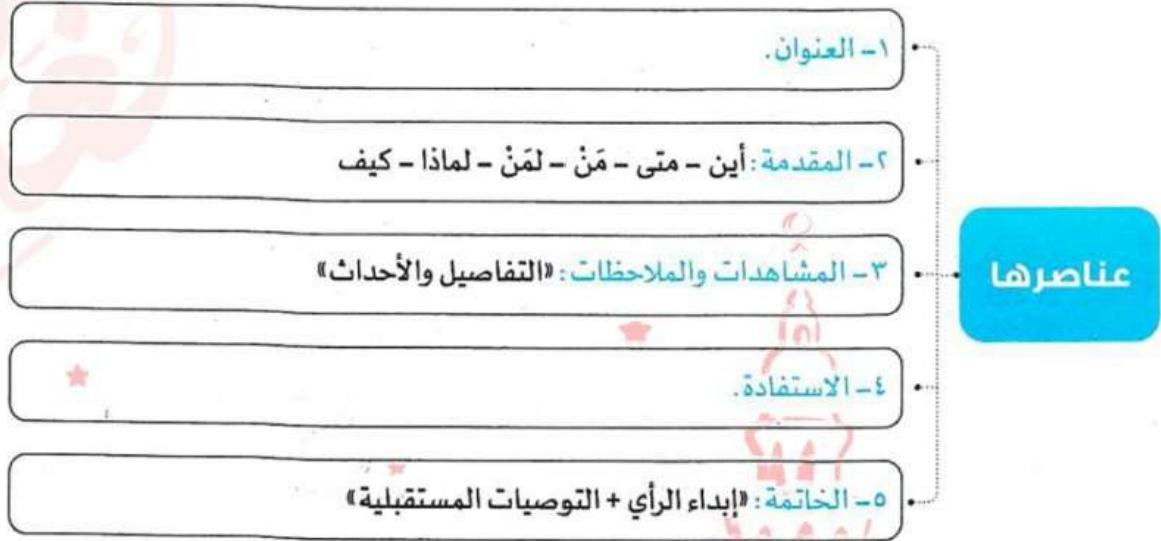 ١- العنوان.
٢- المقدمة: أين - متى - مَنْ - لمَنْ - لماذا - كيف
٣- المشاهدات والملاحظات: «التفاصيل والأحداث»
عناصرها
٤- الاستفادة.
٥- الخاتمة: «إبداء الرأي + التوصيات المستقبلية»